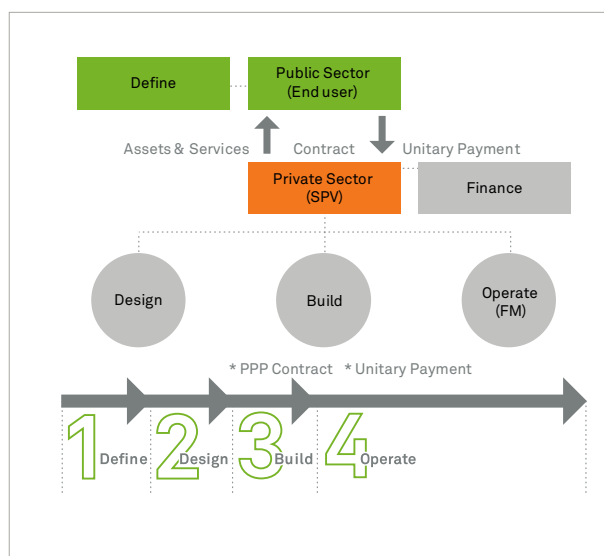 Define
Public Sector
(End user)
Assets & Services
Contract
Unitary Payment
Private Sector
(SPV)
Finance
Design
Build
Operate
(FM)
* PPP Contract
* Unitary Payment
1 Define
2 Design
3 Build
4 Operate